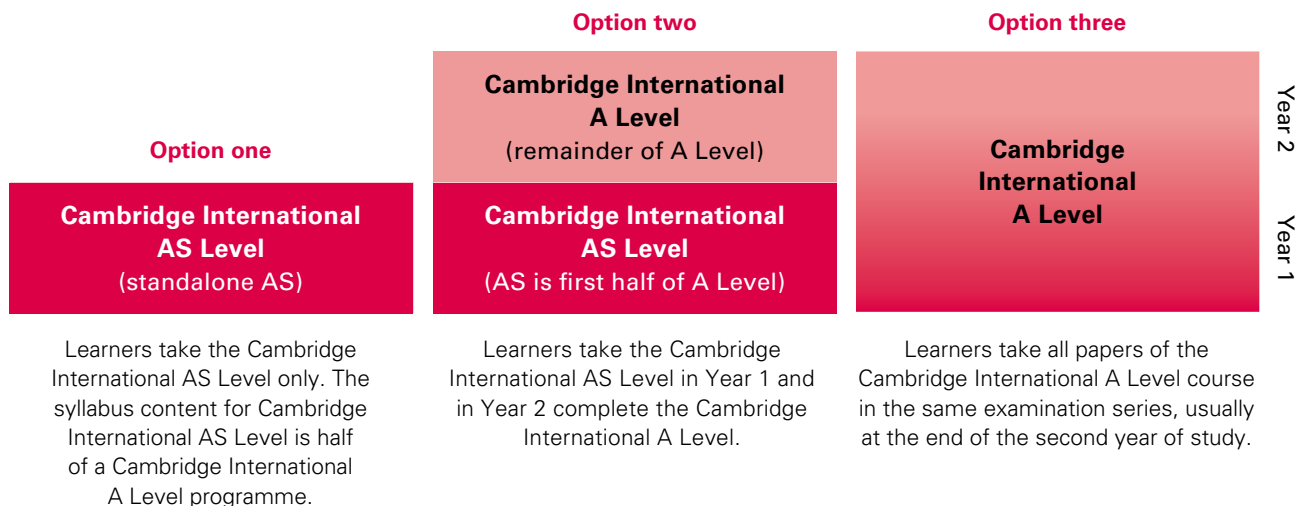 Option one
Cambridge International
AS Level
(standalone AS)
Learners take the Cambridge
International AS Level only. The
syllabus content for Cambridge
International AS Level is half
of a Cambridge International
A Level programme.
Option two
Cambridge International
A Level
(remainder of A Level)
Cambridge International
AS Level
(AS is first half of A Level)
Learners take the Cambridge
International AS Level in Year 1 and
in Year 2 complete the Cambridge
International A Level.
Option three
Cambridge
International
A Level
Learners take all papers of the
Cambridge International A Level course
in the same examination series, usually
at the end of the second year of study.
Year 2
Year 1